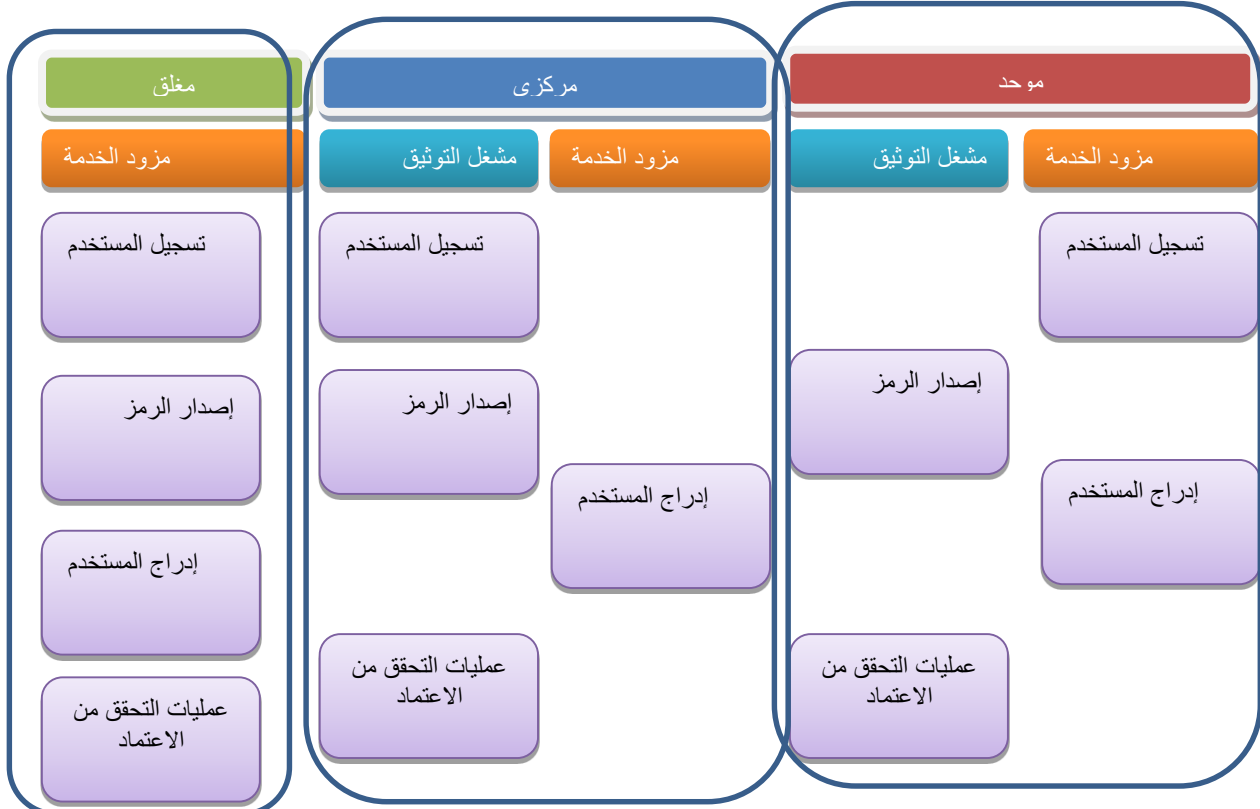 موحد
مركزي
مغلق
مزود الخدمة
مشغل التوثيق
مزود الخدمة
مشغل التوثيق
مزود الخدمة
تسجيل المستخدم
تسجيل المستخدم
تسجيل المستخدم
إصدار الرمز
إصدار الرمز
إصدار الرمز
إدراج المستخدم
إدراج المستخدم
إدراج المستخدم
عمليات التحقق من
الاعتماد
عمليات التحقق من
الاعتماد
عمليات التحقق من
الاعتماد